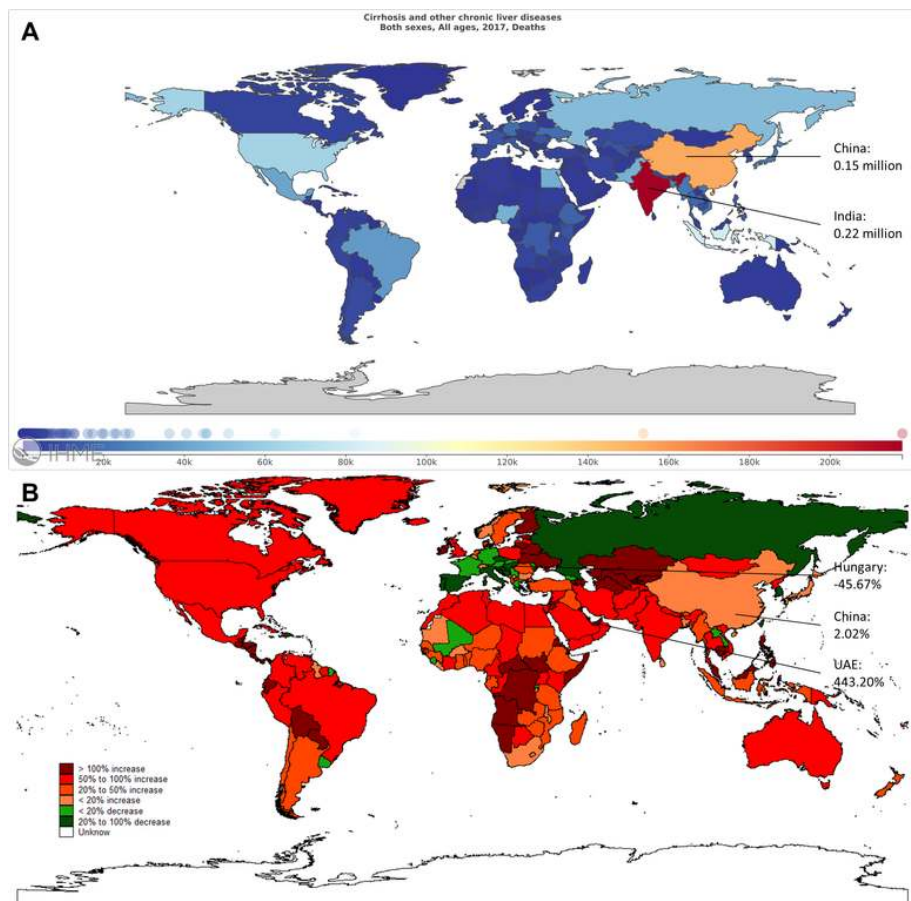 A
Cirrhosis and other chronic liver diseases
Both sexes, All ages, 2017, Deaths
China:
0.15 million
India:
0.22 million
IHME
20k 40k 60k 80k 100k 120k 140k 160k 180k 200k
B
Hungary:
-45.67%
China:
2.02%
UAE:
443.20%
> 100% increase
50% to 100% increase
20% to 50% increase
< 20% increase
< 20% decrease
20% to 100% decrease
Unknow